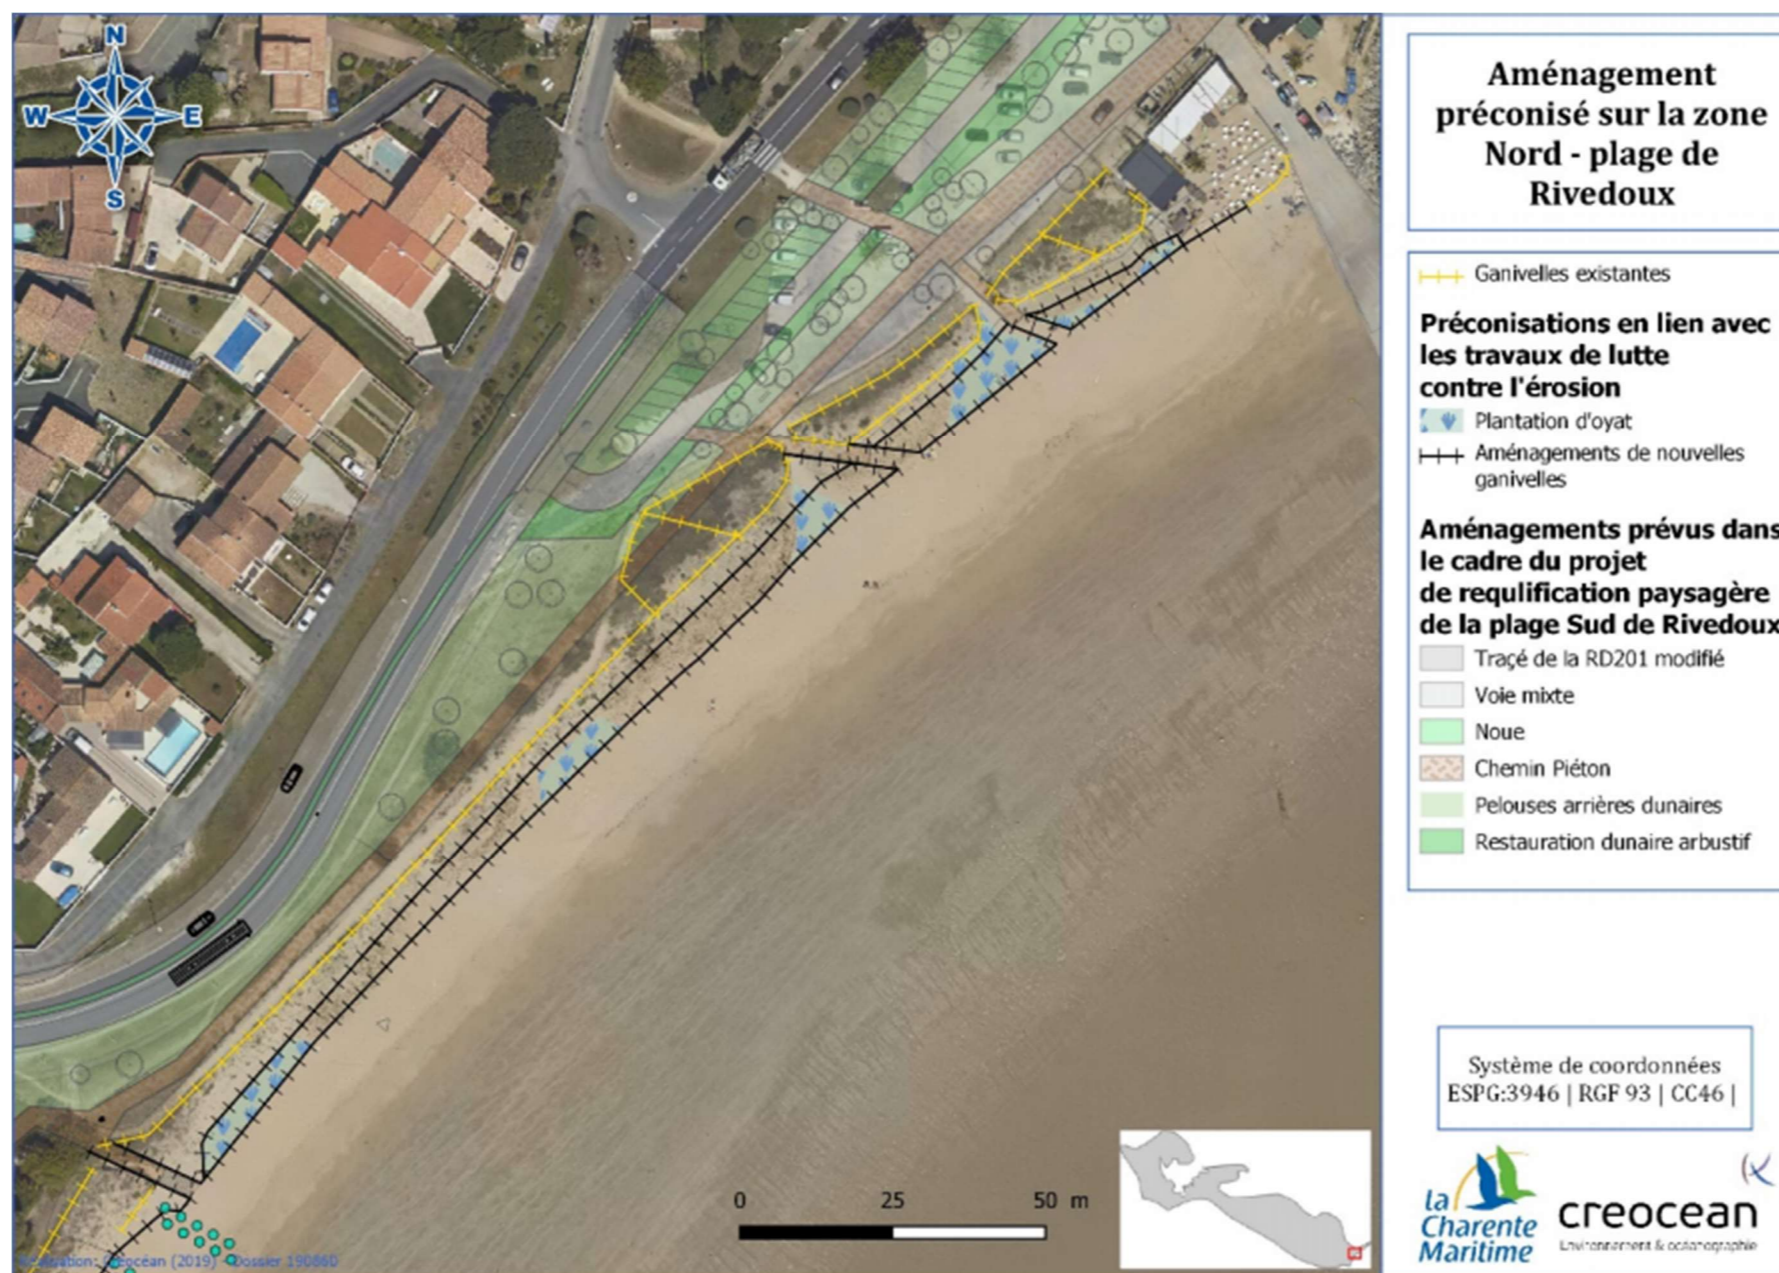 N
W
E
S
Aménagement
préconisé sur la zone
Nord - plage de
Rivedoux
Ganivelles existantes
Préconisations en lien avec
les travaux de lutte
contre l'érosion
Plantation d'oyat
Aménagements de nouvelles
ganivelles
Aménagements prévus dans
le cadre du projet
de requlification paysagère
de la plage Sud de Rivedoux
Traçé de la RD201 modifié
Voie mixte
Noue
Chemin Piéton
Pelouses arrières dunaires
Restauration dunaire arbustif
Système de coordonnées
ESPG:3946 | RGF 93 | CC46 |
0 25 50 m
la
Charente
Maritime
creocean
Environnement & océanographie
Réalisation: Créocéan (2019) - Dossier 190860